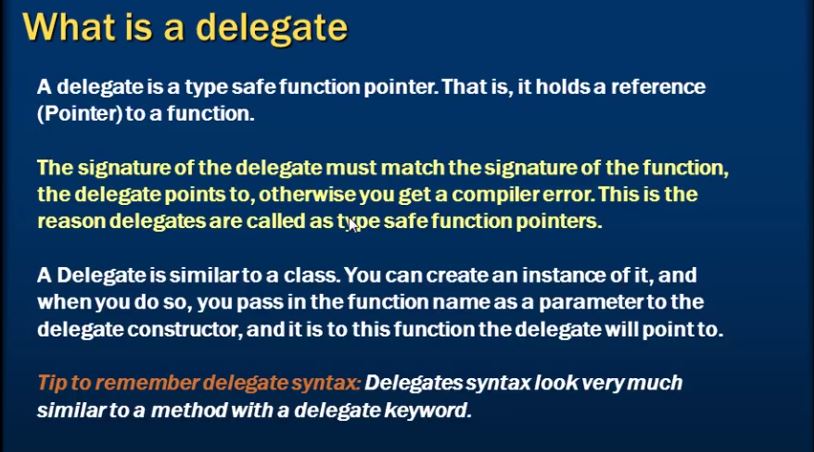 What is a delegate
A delegate is a type safe function pointer. That is, it holds a reference
(Pointer) to a function.
The signature of the delegate must match the signature of the function,
the delegate points to, otherwise you get a compiler error. This is the
reason delegates are called as type safe function pointers.
A Delegate is similar to a class. You can create an instance of it, and
when you do so, you pass in the function name as a parameter to the
delegate constructor, and it is to this function the delegate will point to.
Tip to remember delegate syntax: Delegates syntax look very much
similar to a method with a delegate keyword.